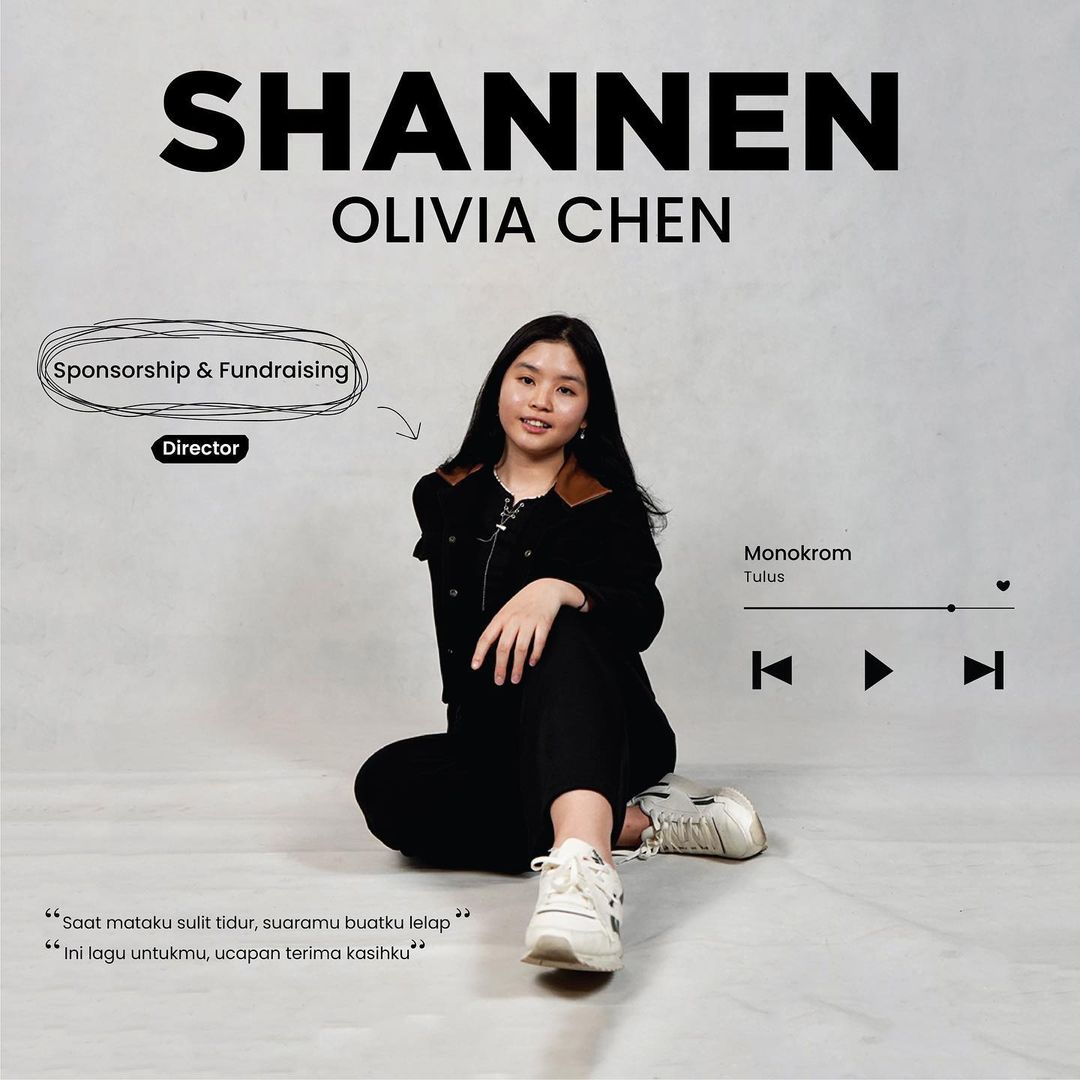 SHANNEN
OLIVIA CHEN
Sponsorship & Fundraising
Director
Monokrom
Tulus
“Saat mataku sulit tidur, suaramu buatku lelap”
“Ini lagu untukmu, ucapan terima kasihku”